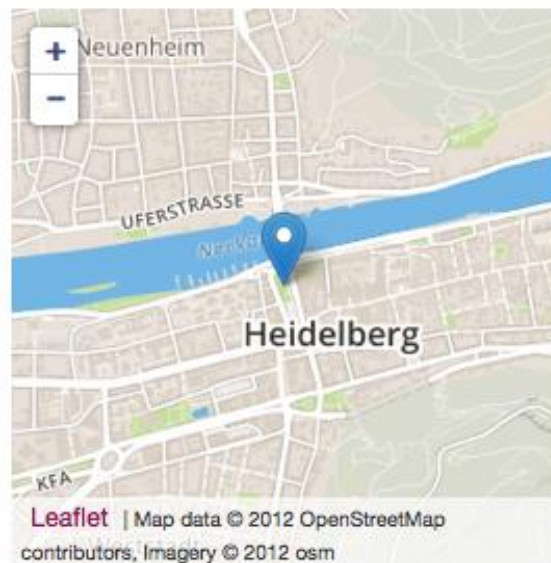 +
Neuenheim
−
UFERSTRASSE
Heidelberg
KFA
Leaflet | Map data © 2012 OpenStreetMap
contributors, Imagery © 2012 osm